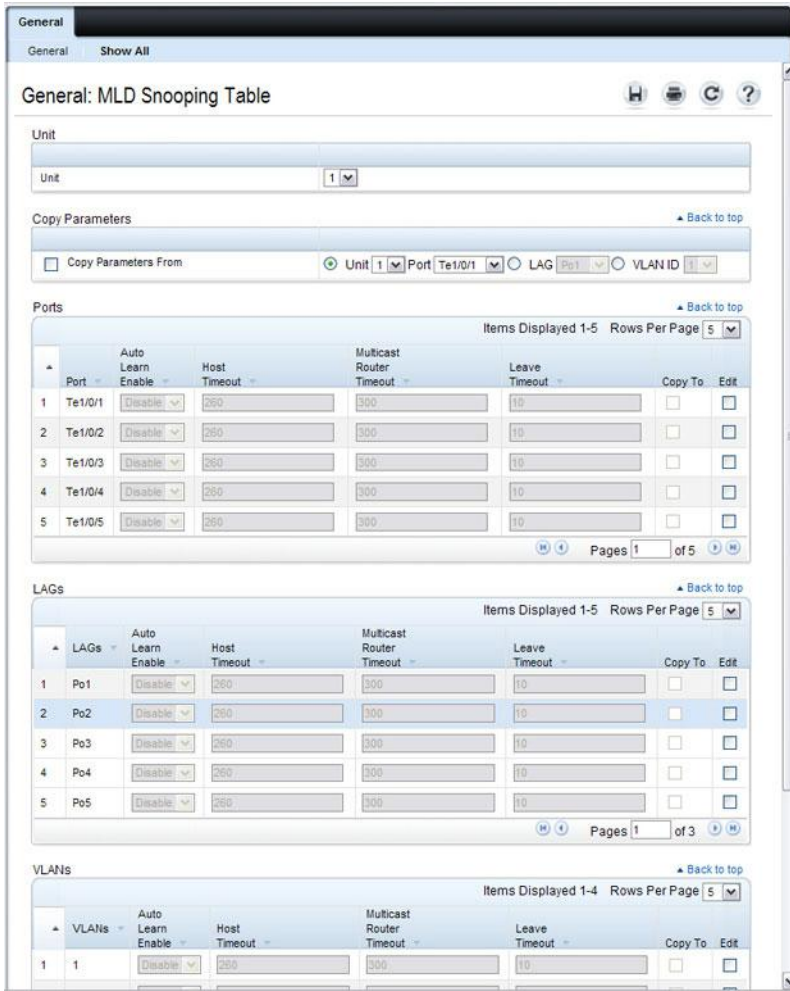 General
General Show All
General: MLD Snooping Table
Unit
Unit 1
Copy Parameters ▲ Back to top
Copy Parameters From Unit 1 Port Te1/0/1 LAG Po1 VLAN ID 1
Ports ▲ Back to top
Items Displayed 1-5 Rows Per Page 5
Port Auto Learn Enable Host Timeout Multicast Router Timeout Leave Timeout Copy To Edit
1 Te1/0/1 Disable 260 300 10
2 Te1/0/2 Disable 260 300 10
3 Te1/0/3 Disable 260 300 10
4 Te1/0/4 Disable 260 300 10
5 Te1/0/5 Disable 260 300 10
Pages 1 of 5
LAGs ▲ Back to top
Items Displayed 1-5 Rows Per Page 5
LAGs Auto Learn Enable Host Timeout Multicast Router Timeout Leave Timeout Copy To Edit
1 Po1 Disable 260 300 10
2 Po2 Disable 260 300 10
3 Po3 Disable 260 300 10
4 Po4 Disable 260 300 10
5 Po5 Disable 260 300 10
Pages 1 of 3
VLANs ▲ Back to top
Items Displayed 1-4 Rows Per Page 5
VLANs Auto Learn Enable Host Timeout Multicast Router Timeout Leave Timeout Copy To Edit
1 1 Disable 260 300 10